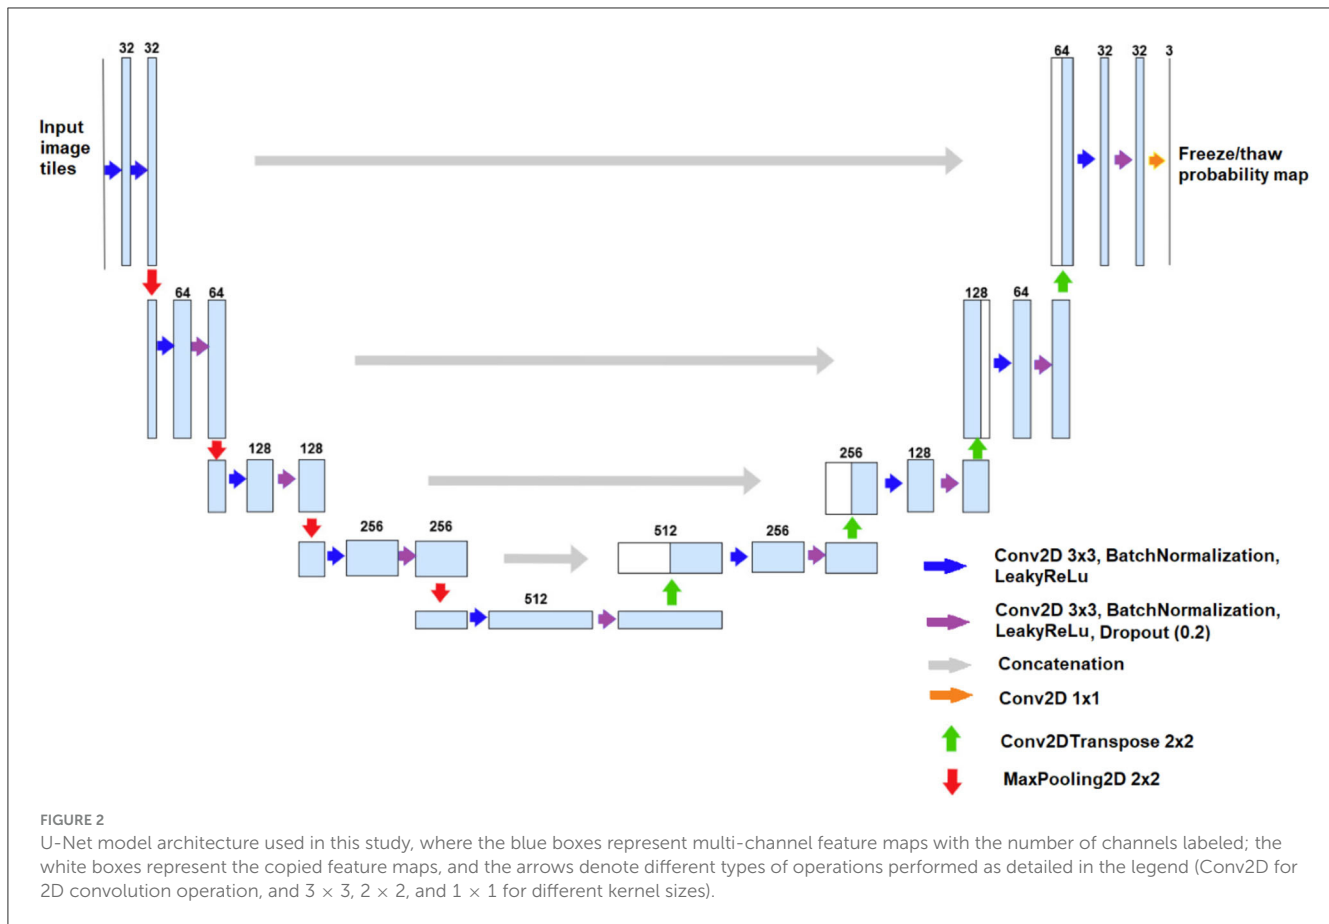 32 32
64 32 32 3
Input
image
tiles
Freeze/thaw
probability map
64 64
128 64
128 128
256 128
256 256
512 256
512
Conv2D 3x3, BatchNormalization,
LeakyReLu
Conv2D 3x3, BatchNormalization,
LeakyReLu, Dropout (0.2)
Concatenation
Conv2D 1x1
Conv2DTranspose 2x2
MaxPooling2D 2x2
FIGURE 2
U-Net model architecture used in this study, where the blue boxes represent multi-channel feature maps with the number of channels labeled; the
white boxes represent the copied feature maps, and the arrows denote different types of operations performed as detailed in the legend (Conv2D for
2D convolution operation, and 3 × 3, 2 × 2, and 1 × 1 for different kernel sizes).